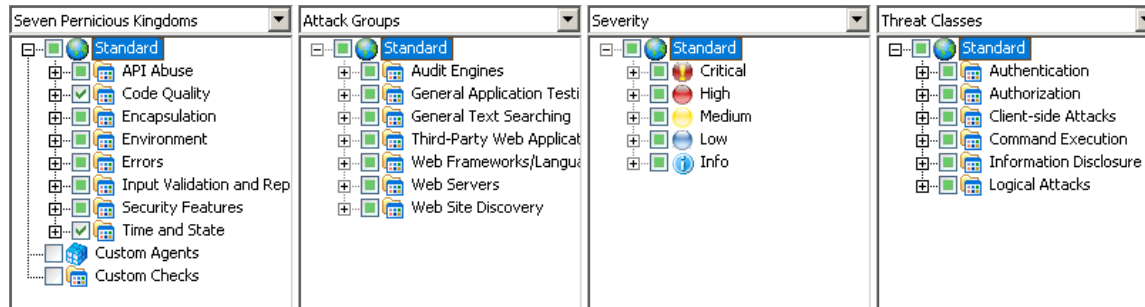 Seven Pernicious Kingdoms
Standard
API Abuse
Code Quality
Encapsulation
Environment
Errors
Input Validation and Rep
Security Features
Time and State
Custom Agents
Custom Checks
Attack Groups
Standard
Audit Engines
General Application Testi
General Text Searching
Third-Party Web Applicat
Web Frameworks/Langua
Web Servers
Web Site Discovery
Severity
Standard
Critical
High
Medium
Low
Info
Threat Classes
Standard
Authentication
Authorization
Client-side Attacks
Command Execution
Information Disclosure
Logical Attacks